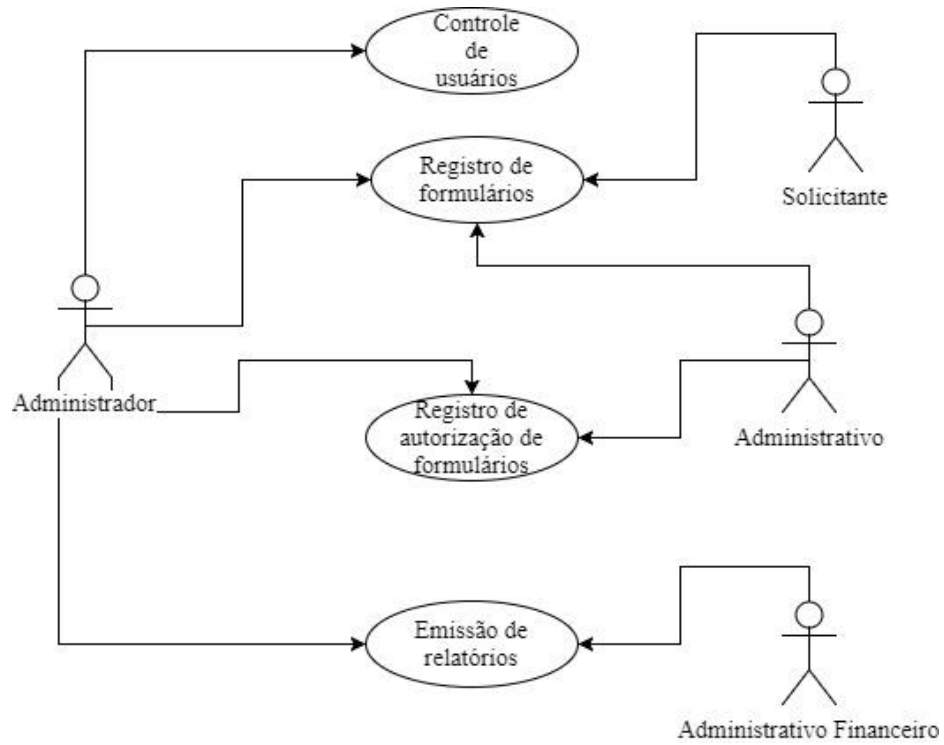 Controle
de
usuários
Registro de
formulários
Solicitante
Administrador
Registro de
autorização de
formulários
Administrativo
Emissão de
relatórios
Administrativo Financeiro